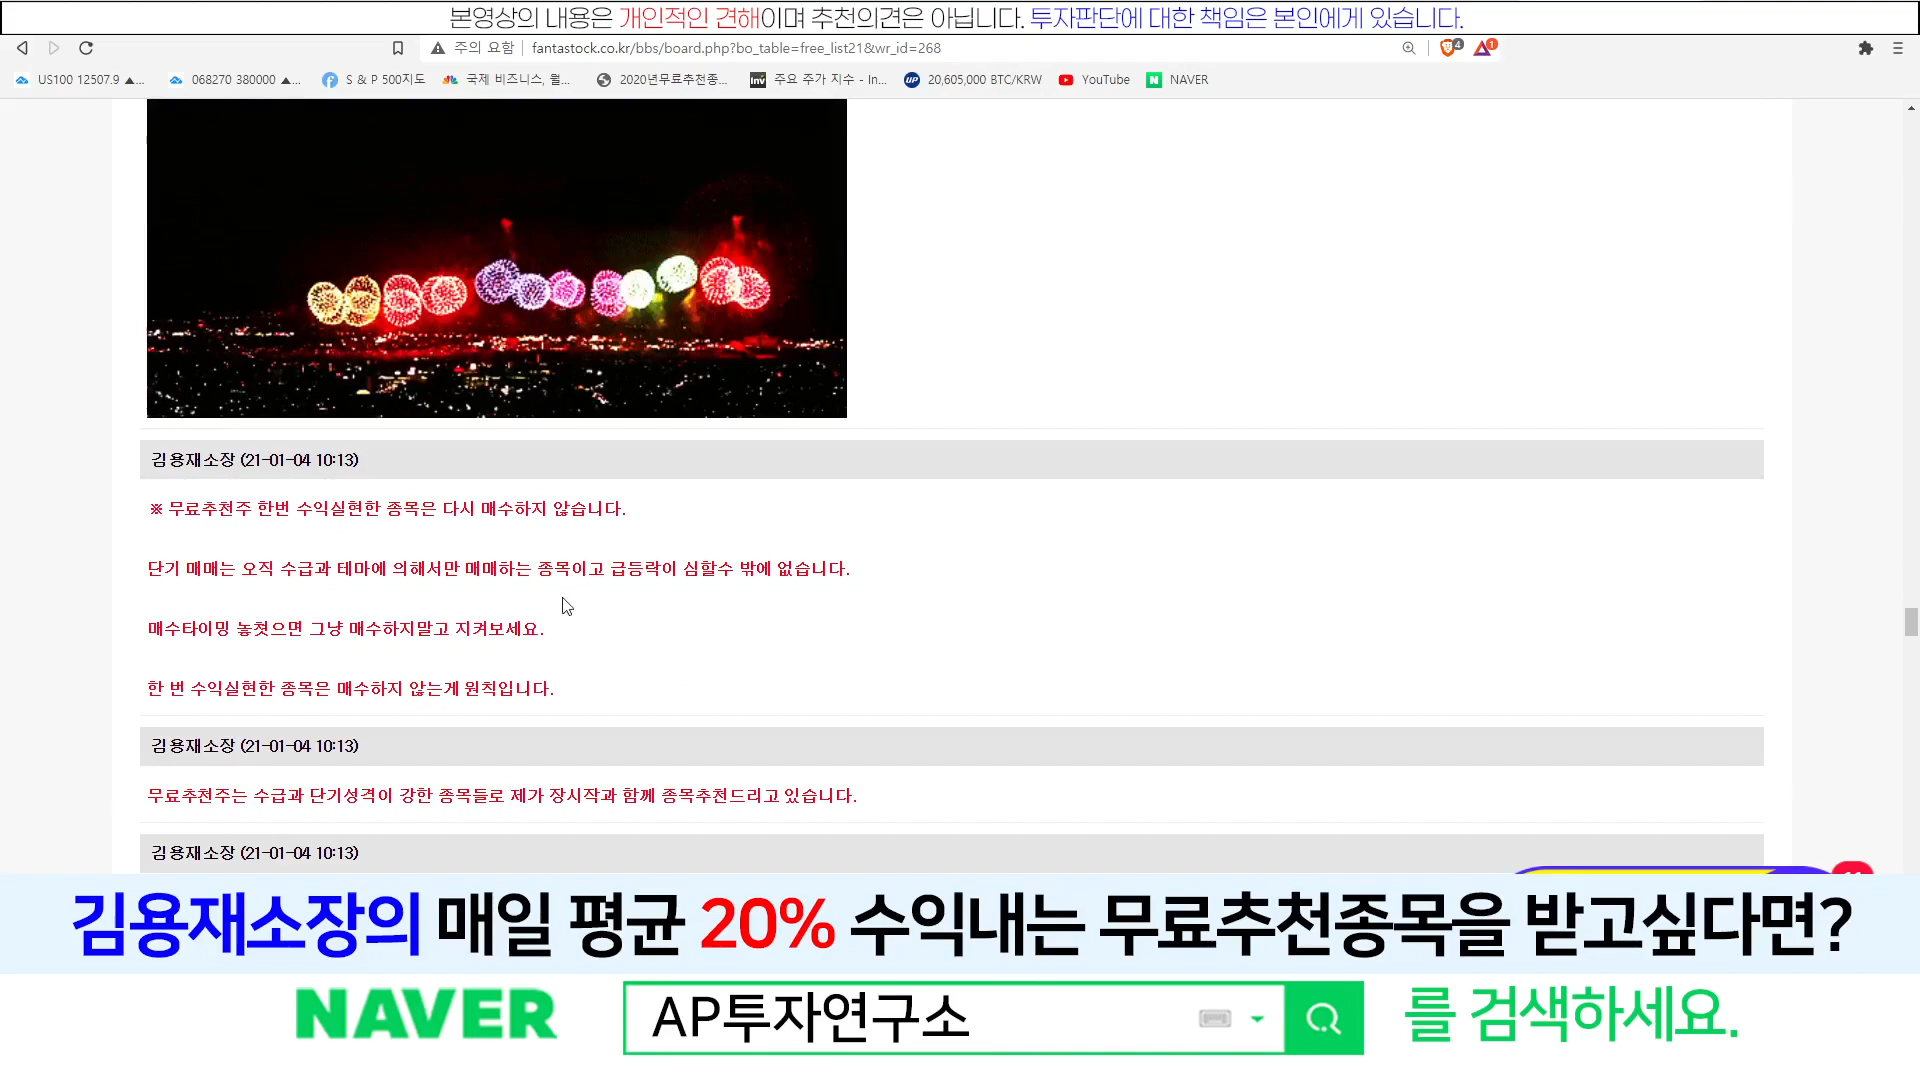 본영상의 내용은 개인적인 견해이며 추천의견은 아닙니다. 투자판단에 대한 책임은 본인에게 있습니다.
주의 요함 fantastock.co.kr/bbs/board.php?bo_table=free_list21&wr_id=268 4 1
US100 12507.9 ▲... 068270 380000 ▲... S & P 500지도 국제 비즈니스, 월... 2020년무료추천종... Inv 주요 주가 지수 - In... UP 20,605,000 BTC/KRW YouTube N NAVER
김용재소장 (21-01-04 10:13)
※ 무료추천주 한번 수익실현한 종목은 다시 매수하지 않습니다.
단기 매매는 오직 수급과 테마에 의해서만 매매하는 종목이고 급등락이 심할수 밖에 없습니다.
매수타이밍 놓쳤으면 그냥 매수하지말고 지켜보세요.
한 번 수익실현한 종목은 매수하지 않는게 원칙입니다.
김용재소장 (21-01-04 10:13)
무료추천주는 수급과 단기성격이 강한 종목들로 제가 장시작과 함께 종목추천드리고 있습니다.
김용재소장 (21-01-04 10:13)
김용재소장의 매일 평균 20% 수익내는 무료추천종목을 받고싶다면?
NAVER AP투자연구소 를 검색하세요.